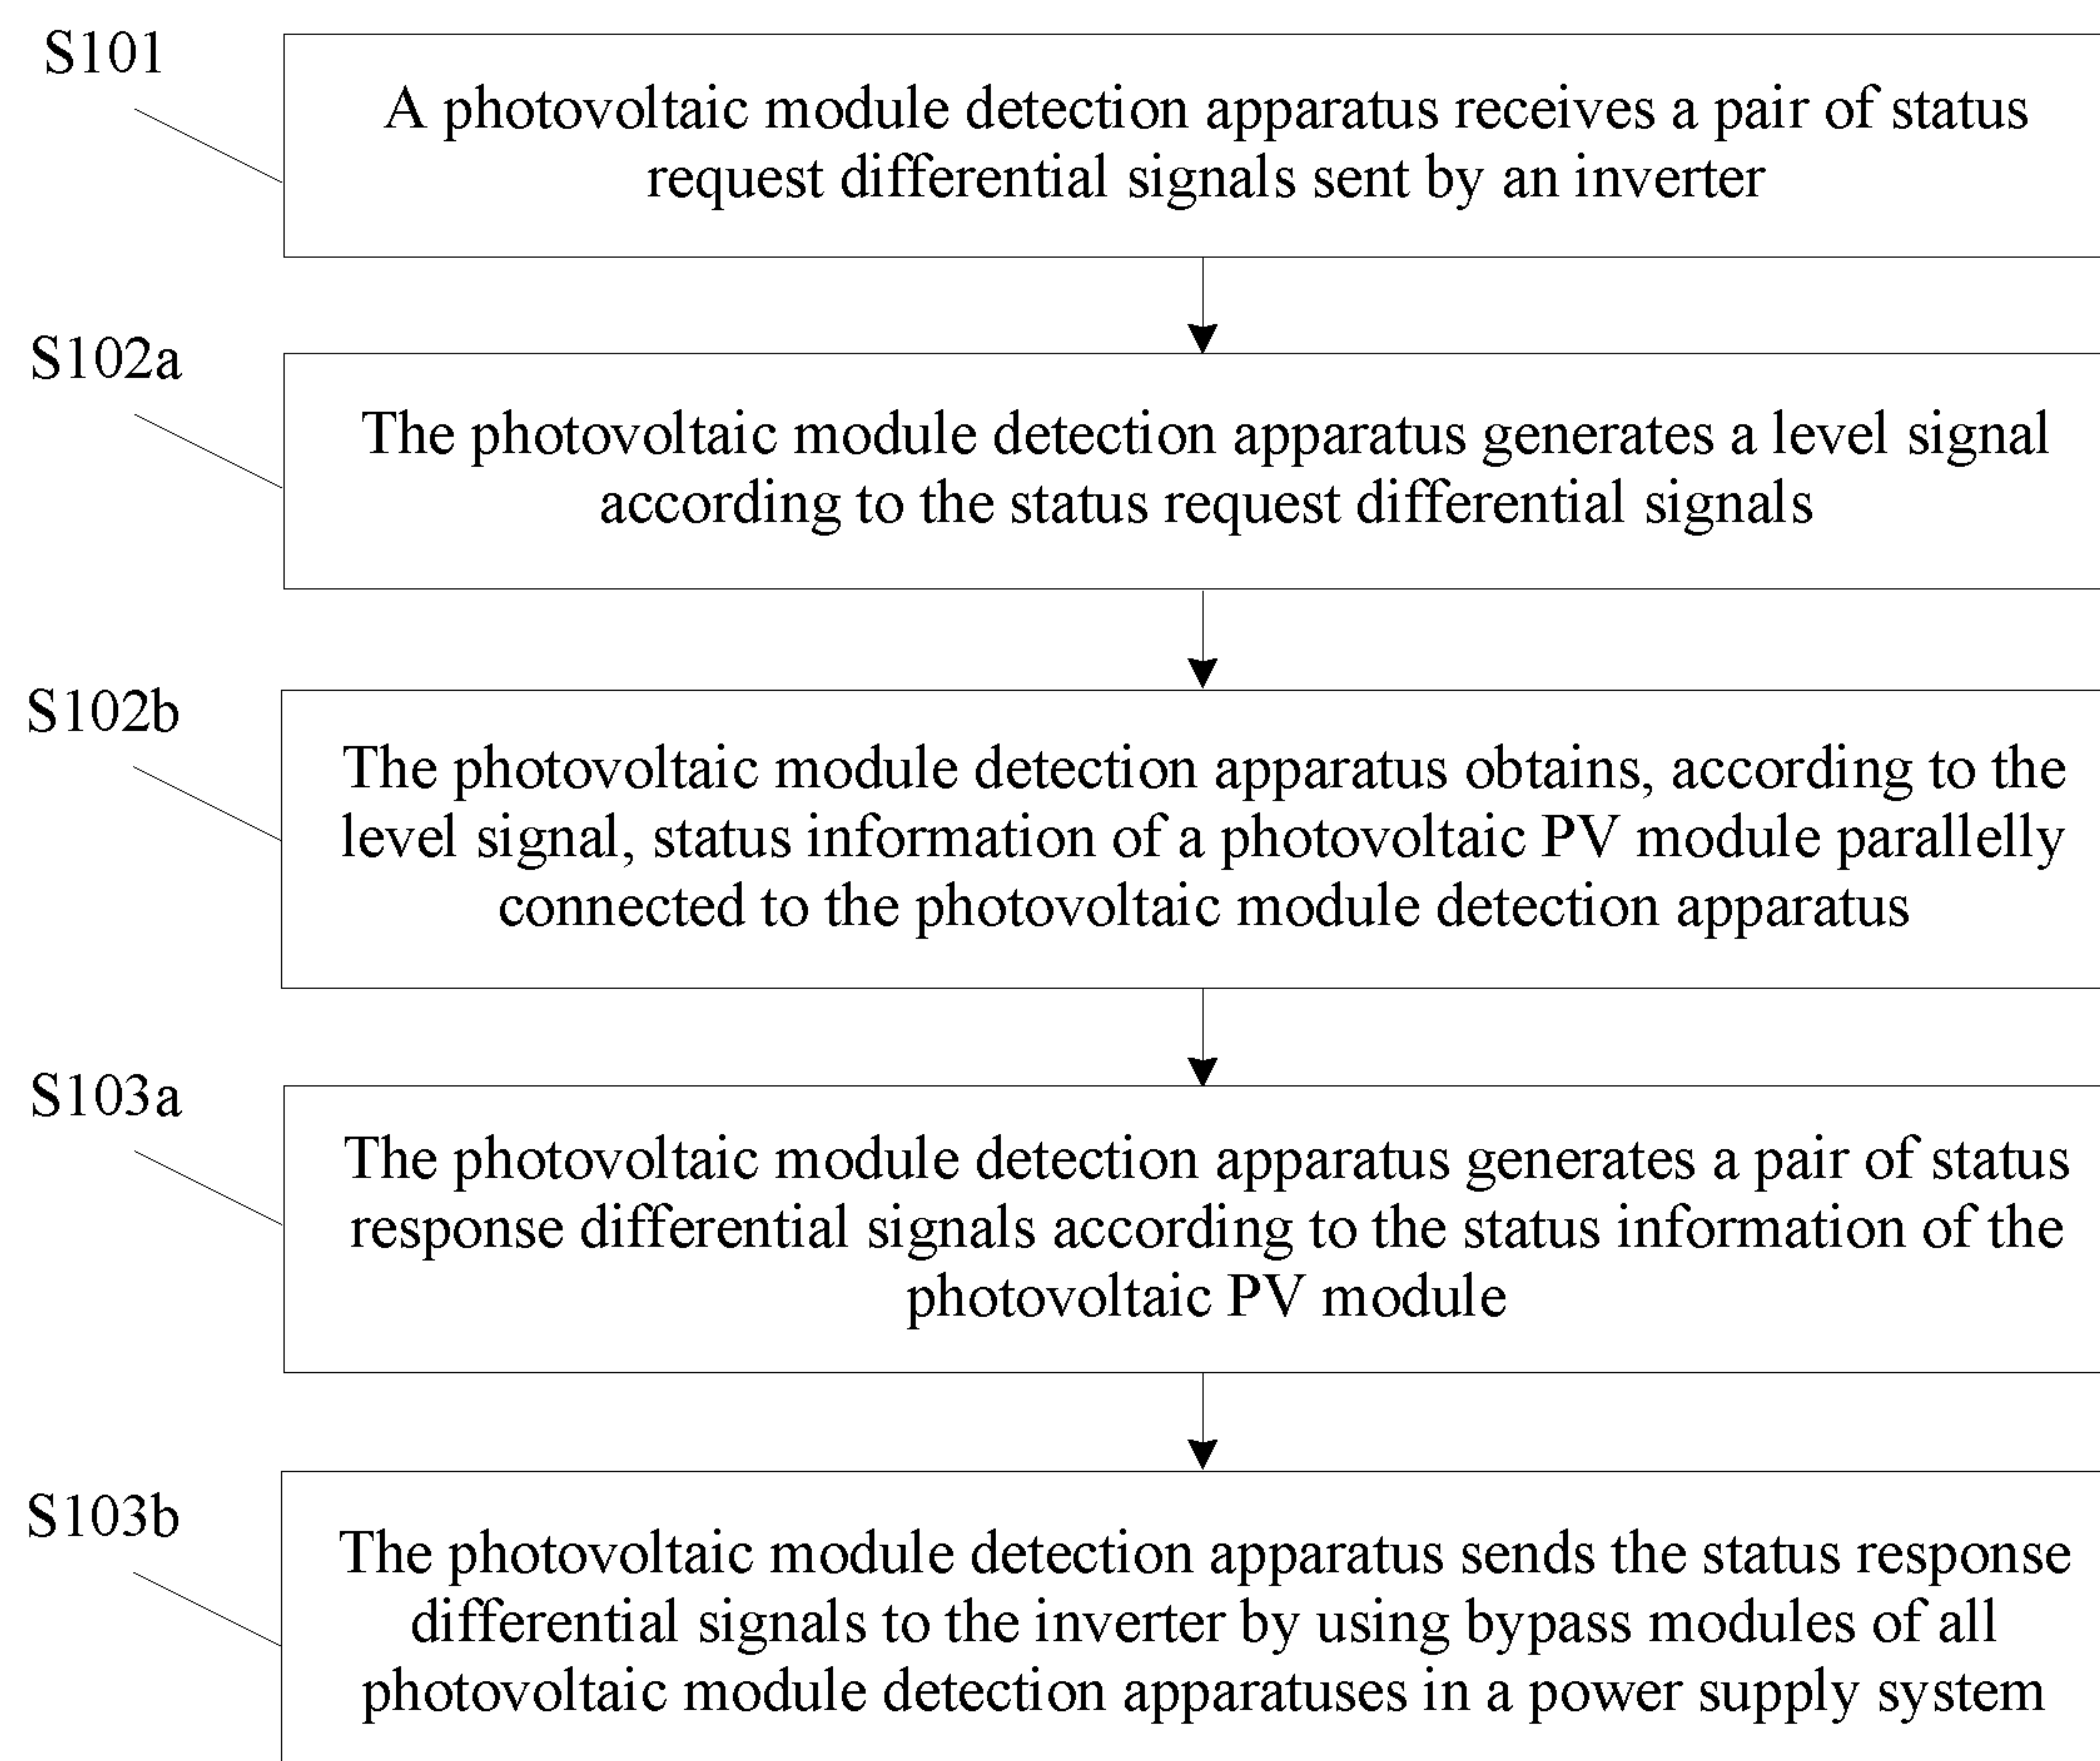 S101
A photovoltaic module detection apparatus receives a pair of status
request differential signals sent by an inverter
S102a
The photovoltaic module detection apparatus generates a level signal
according to the status request differential signals
S102b
The photovoltaic module detection apparatus obtains, according to the
level signal, status information of a photovoltaic PV module parallelly
connected to the photovoltaic module detection apparatus
S103a
The photovoltaic module detection apparatus generates a pair of status
response differential signals according to the status information of the
photovoltaic PV module
S103b
The photovoltaic module detection apparatus sends the status response
differential signals to the inverter by using bypass modules of all
photovoltaic module detection apparatuses in a power supply system